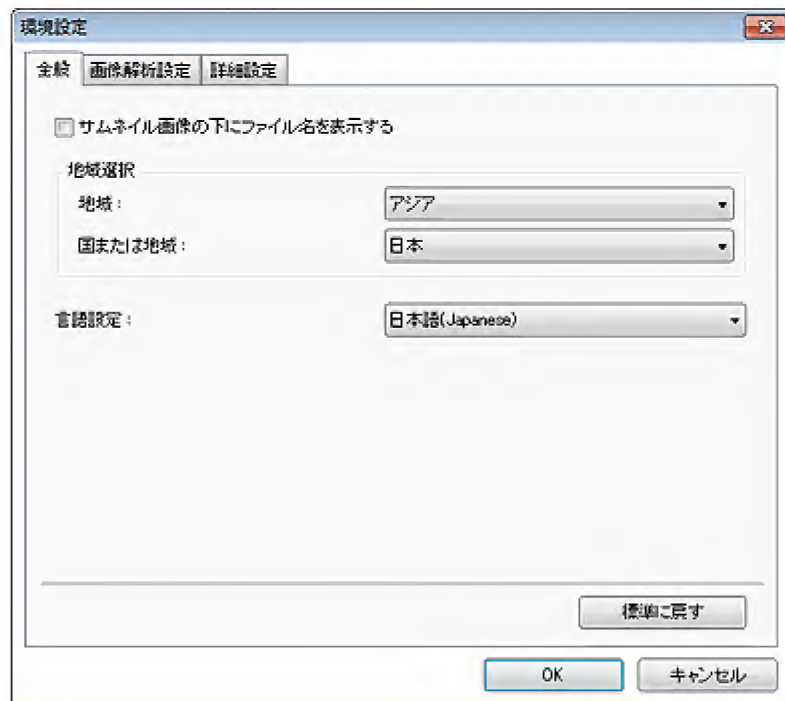 環境設定
全般 画像解析設定 詳細設定
サムネイル画像の下にファイル名を表示する
地域選択
地域： アジア
国または地域： 日本
言語設定： 日本語(Japanese)
標準に戻す
OK キャンセル